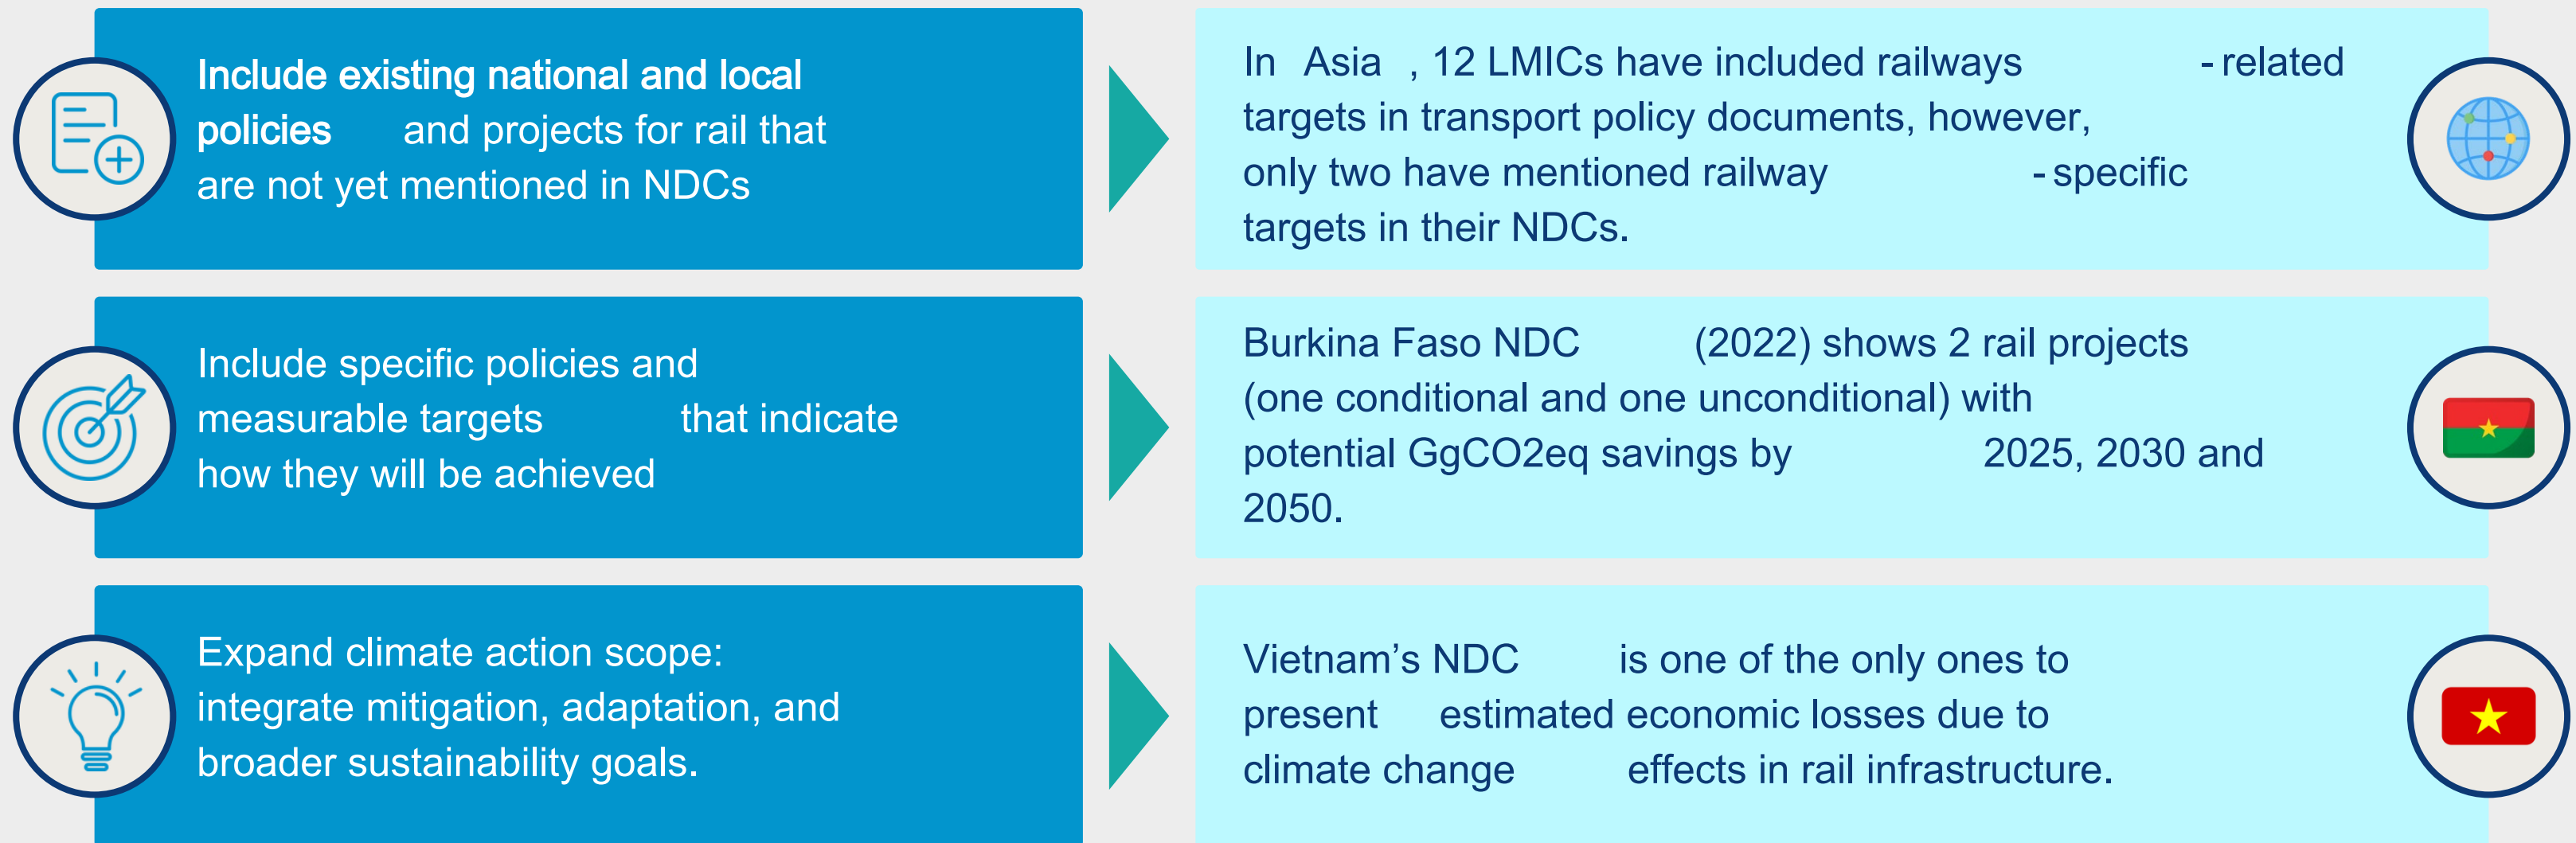 Include existing national and local
policies and projects for rail that
are not yet mentioned in NDCs
In Asia , 12 LMICs have included railways - related
targets in transport policy documents, however,
only two have mentioned railway - specific
targets in their NDCs.
Include specific policies and
measurable targets that indicate
how they will be achieved
Burkina Faso NDC (2022) shows 2 rail projects
(one conditional and one unconditional) with
potential GgCO2eq savings by 2025, 2030 and
2050.
Expand climate action scope:
integrate mitigation, adaptation, and
broader sustainability goals.
Vietnam’s NDC is one of the only ones to
present estimated economic losses due to
climate change effects in rail infrastructure.